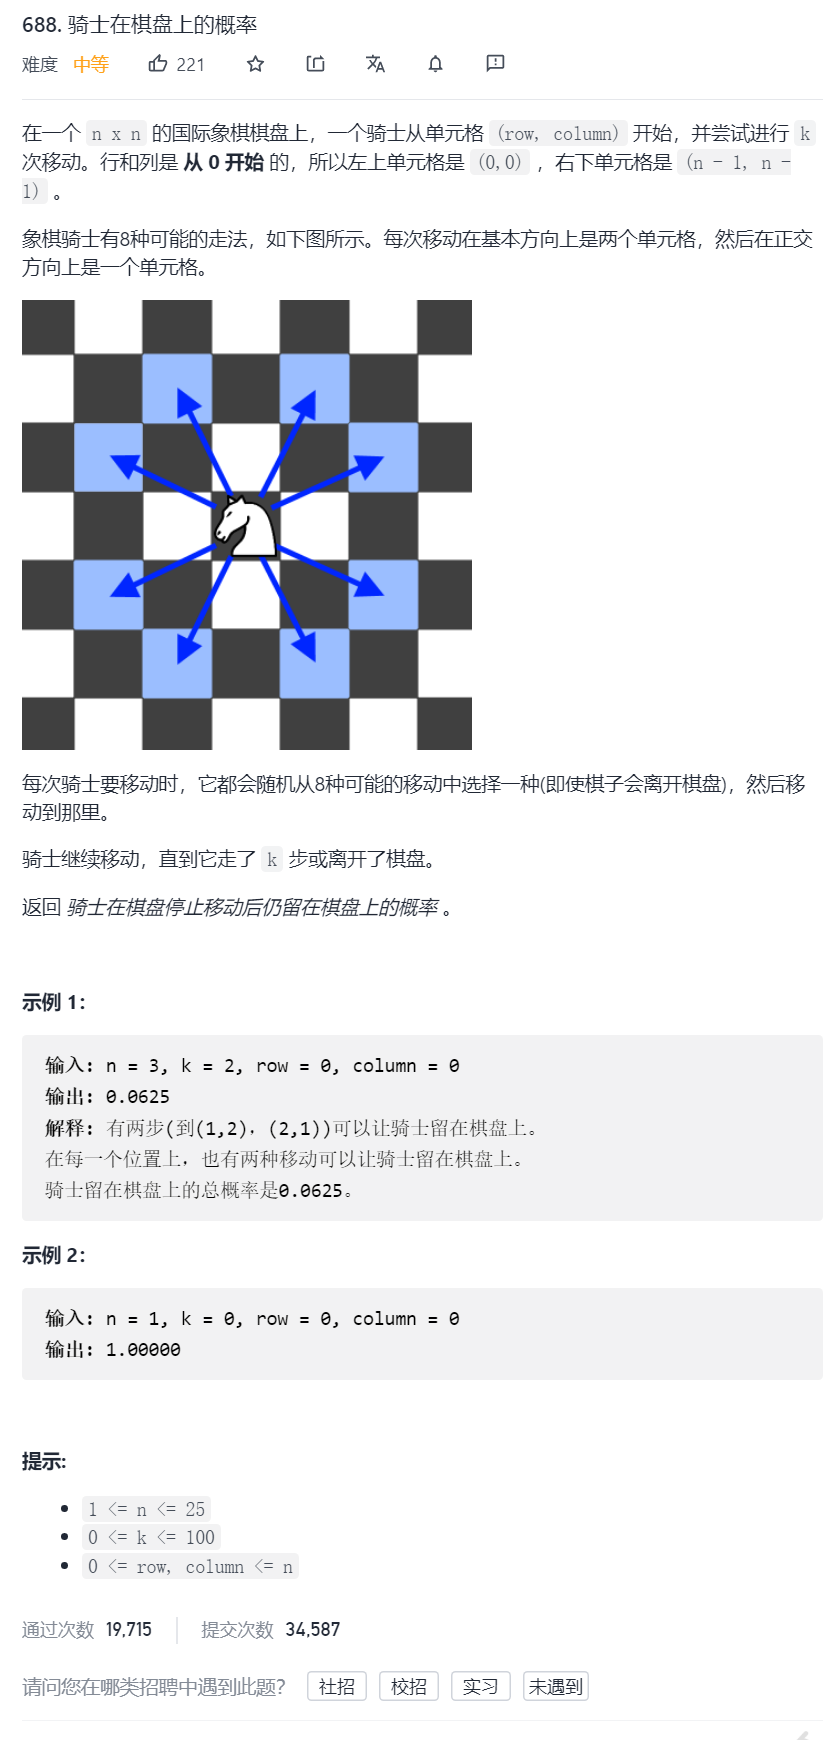 688. 骑士在棋盘上的概率
难度 中等 221
在一个 n x n 的国际象棋棋盘上，一个骑士从单元格 (row, column) 开始，并尝试进行 k
次移动。行和列是 从 0 开始 的，所以左上单元格是 (0,0) ，右下单元格是 (n - 1, n -
1) 。
象棋骑士有8种可能的走法，如下图所示。每次移动在基本方向上是两个单元格，然后在正交
方向上是一个单元格。
每次骑士要移动时，它都会随机从8种可能的移动中选择一种(即使棋子会离开棋盘)，然后移
动到那里。
骑士继续移动，直到它走了 k 步或离开了棋盘。
返回 骑士在棋盘停止移动后仍留在棋盘上的概率 。
示例 1：
输入: n = 3, k = 2, row = 0, column = 0
输出: 0.0625
解释: 有两步(到(1,2)，(2,1))可以让骑士留在棋盘上。
在每一个位置上，也有两种移动可以让骑士留在棋盘上。
骑士留在棋盘上的总概率是0.0625。
示例 2：
输入: n = 1, k = 0, row = 0, column = 0
输出: 1.00000
提示:
1 <= n <= 25
0 <= k <= 100
0 <= row, column <= n
通过次数 19,715 提交次数 34,587
请问您在哪类招聘中遇到此题？ 社招 校招 实习 未遇到